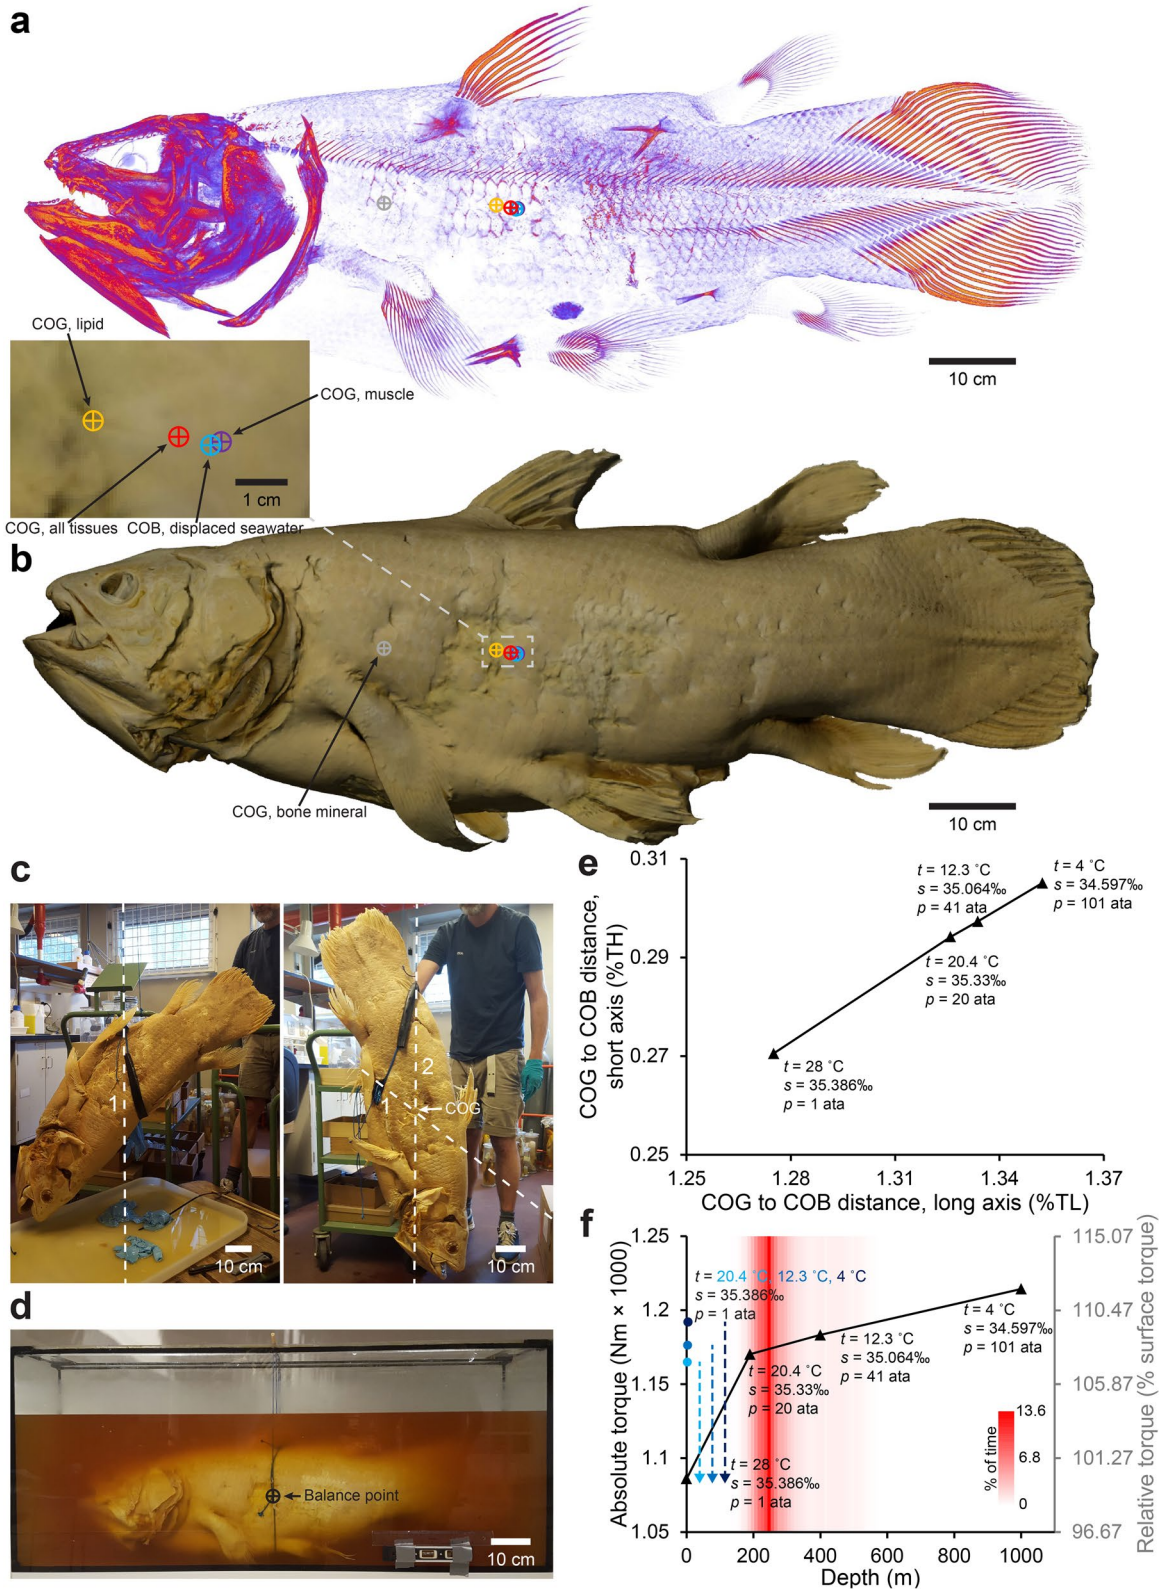 a
COG, lipid
COG, muscle
1 cm
COG, all tissues
COB, displaced seawater
10 cm
b
COG, bone mineral
10 cm
c
1
10 cm
2
1
COG
10 cm
d
Balance point
10 cm
e
COG to COB distance,
short axis (%TH)
0.31
0.29
0.27
0.25
t = 12.3 ˚C
s = 35.064‰
p = 41 ata
t = 4 ˚C
s = 34.597‰
p = 101 ata
t = 20.4 ˚C
s = 35.33‰
p = 20 ata
t = 28 ˚C
s = 35.386‰
p = 1 ata
1.25
1.28
1.31
1.34
1.37
COG to COB distance, long axis (%TL)
f
Absolute torque (Nm × 1000)
1.25
1.2
1.15
1.1
1.05
t = 20.4 ˚C, 12.3 ˚C, 4 ˚C
s = 35.386‰
p = 1 ata
t = 20.4 ˚C
s = 35.33‰
p = 20 ata
t = 12.3 ˚C
s = 35.064‰
p = 41 ata
t = 4 ˚C
s = 34.597‰
p = 101 ata
t = 28 ˚C
s = 35.386‰
p = 1 ata
% of time
13.6
6.8
0
115.07
110.47
105.87
101.27
96.67
Relative torque (% surface torque)
0
200
400
600
800
1000
Depth (m)